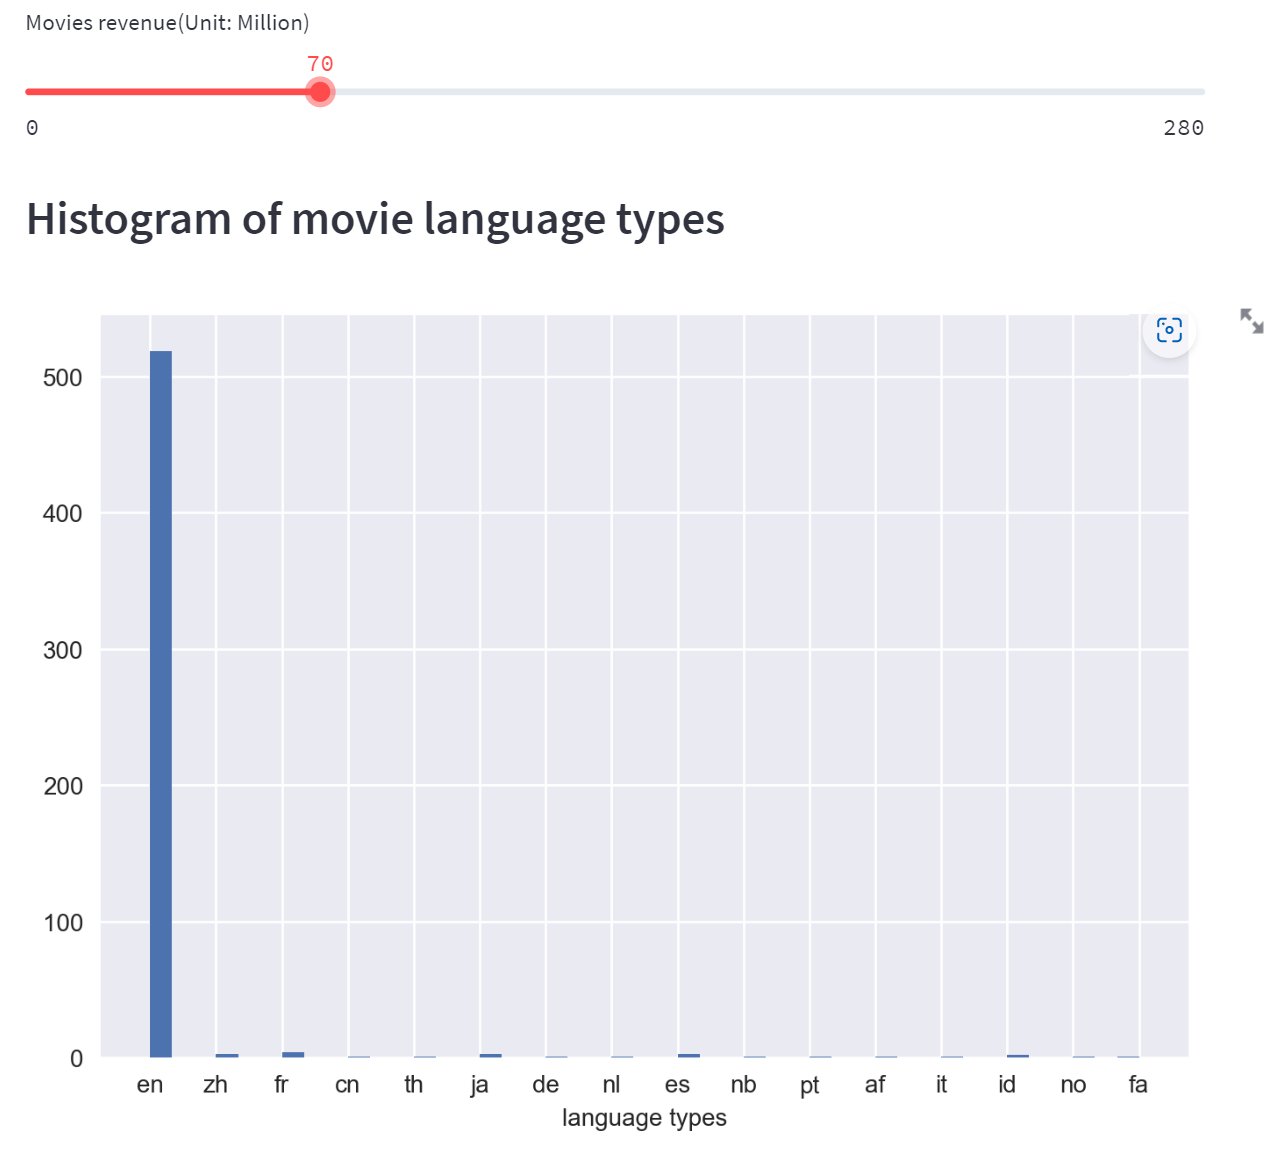 Movies revenue(Unit: Million)
70
0 280
Histogram of movie language types
500
400
300
200
100
0
en zh fr cn th ja de nl es nb pt af it id no fa
language types